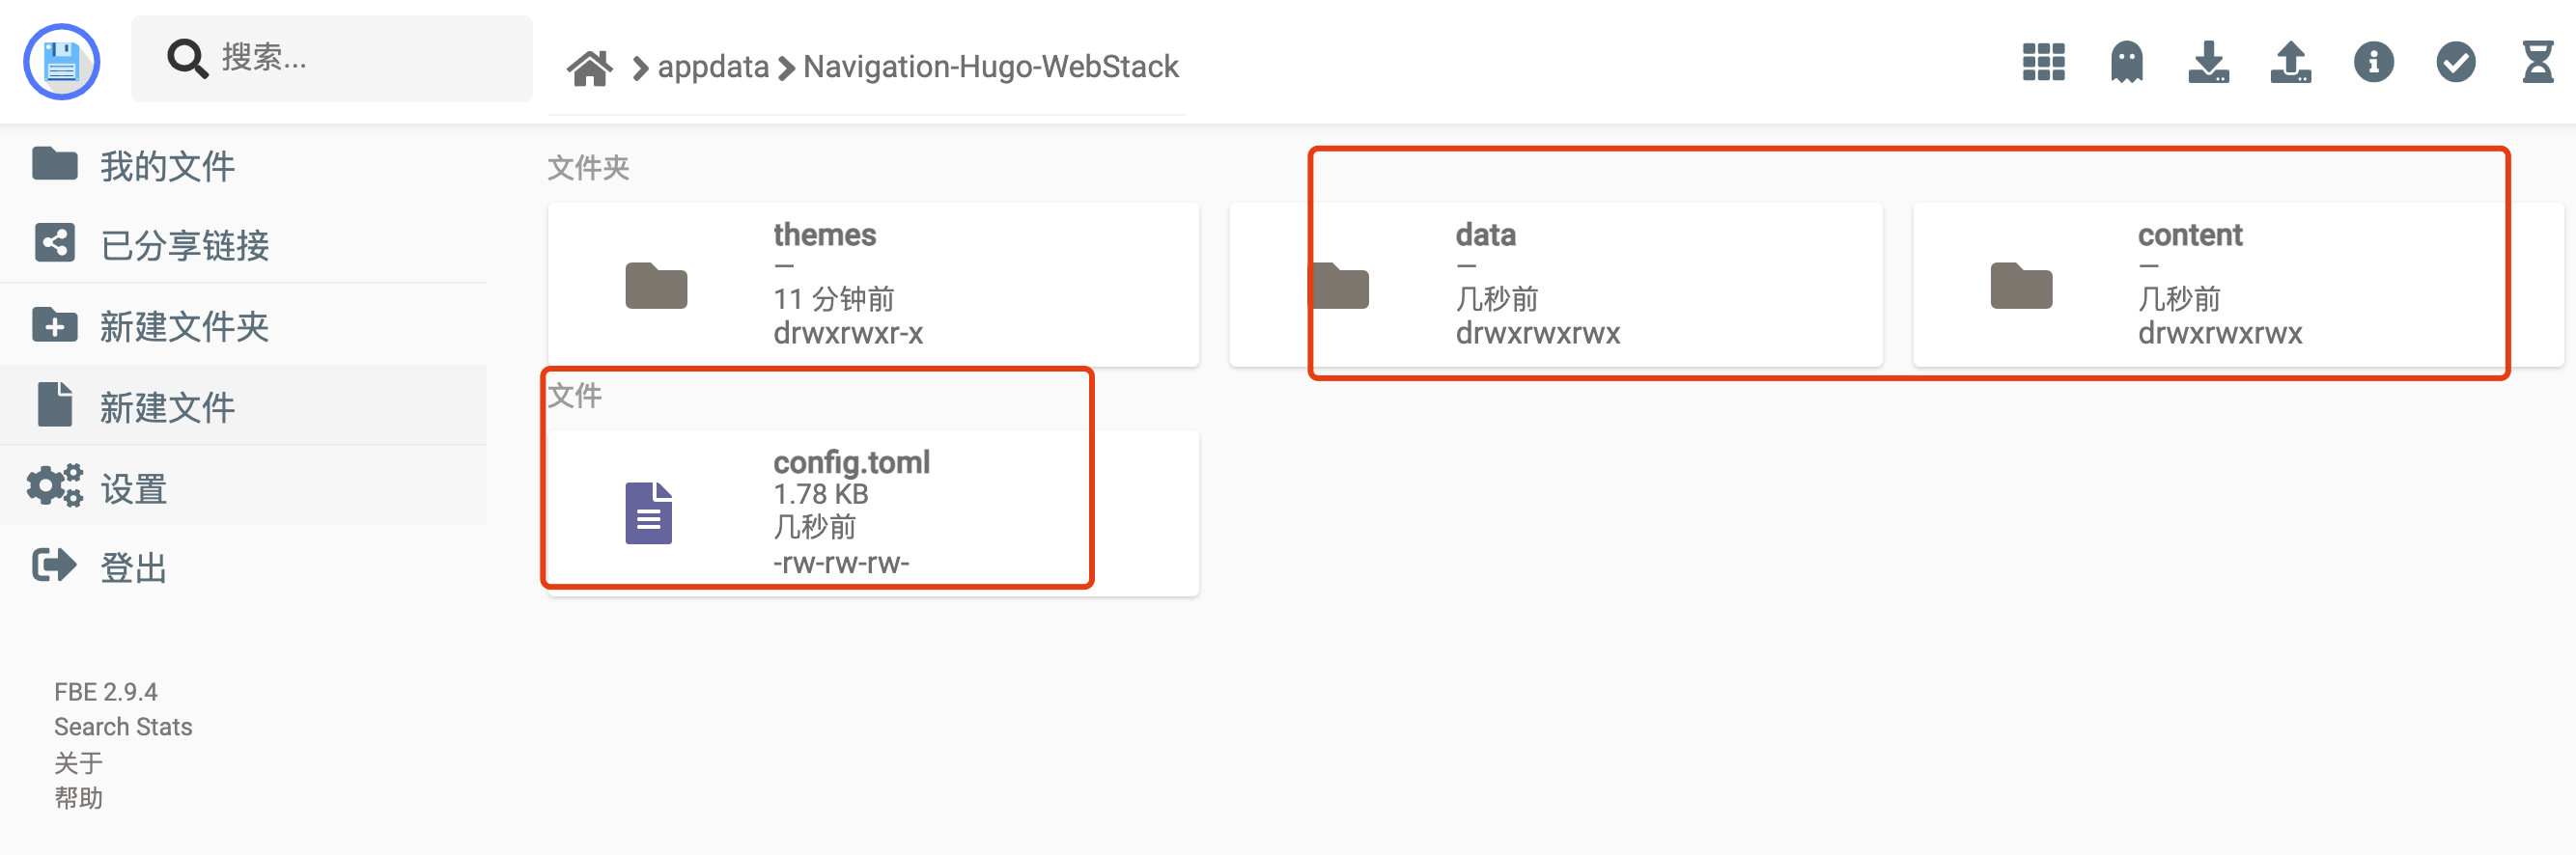 搜索...
appdata Navigation-Hugo-WebStack
我的文件
已分享链接
新建文件夹
新建文件
设置
登出
FBE 2.9.4
Search Stats
关于
帮助
文件夹
themes
—
11 分钟前
drwxrwxr-x
data
—
几秒前
drwxrwxrwx
content
—
几秒前
drwxrwxrwx
文件
config.toml
1.78 KB
几秒前
-rw-rw-rw-